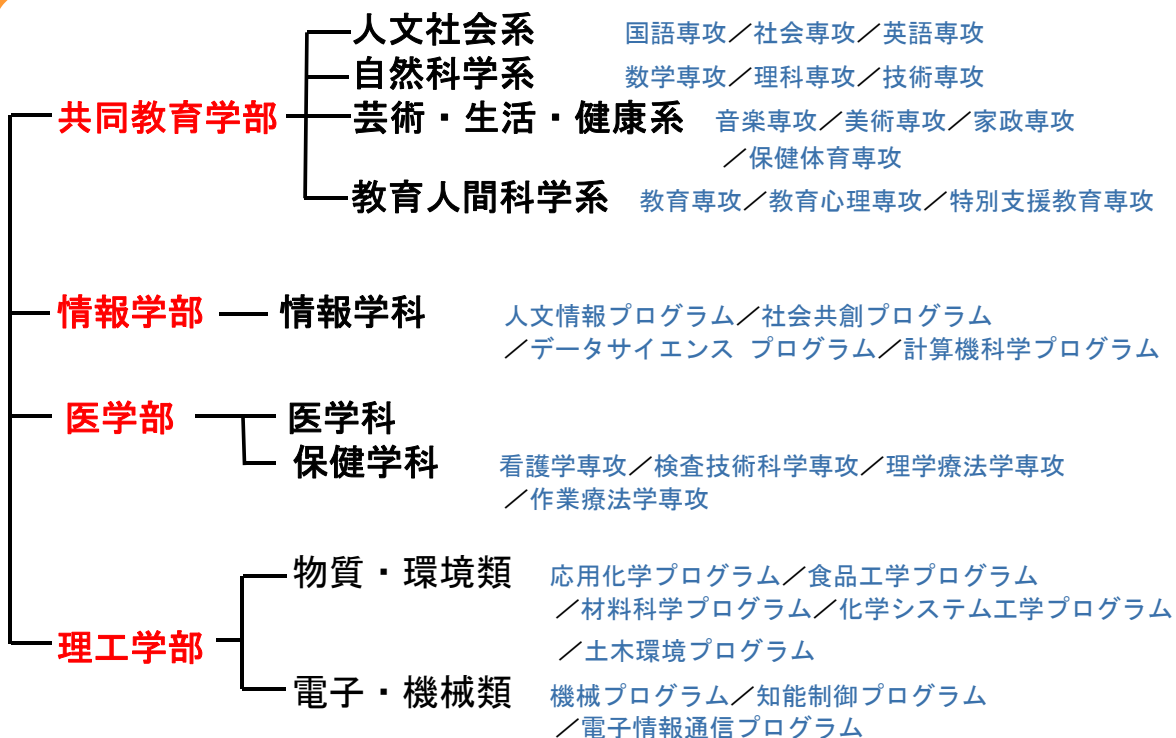 人文社会系 国語専攻／社会専攻／英語専攻
自然科学系 数学専攻／理科専攻／技術専攻
共同教育学部 芸術・生活・健康系 音楽専攻／美術専攻／家政専攻
／保健体育専攻
教育人間科学系 教育専攻／教育心理専攻／特別支援教育専攻
情報学部 情報学科 人文情報プログラム／社会共創プログラム
／データサイエンス プログラム／計算機科学プログラム
医学部 医学科
保健学科 看護学専攻／検査技術科学専攻／理学療法学専攻
／作業療法学専攻
物質・環境類 応用化学プログラム／食品工学プログラム
／材料科学プログラム／化学システム工学プログラム
理工学部 ／土木環境プログラム
電子・機械類 機械プログラム／知能制御プログラム
／電子情報通信プログラム